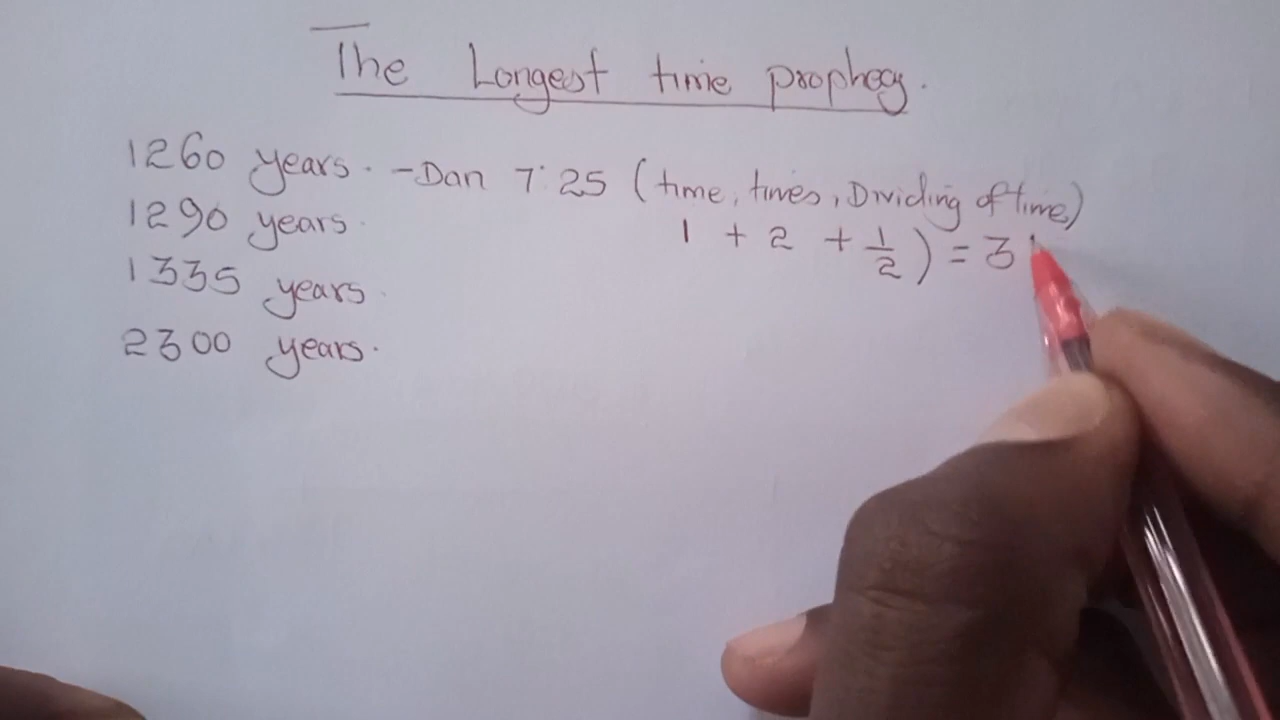 The Longest time prophecy.
1260 years. - Dan 7:25 (time, times, Dividing of time)
1 + 2 + 1/2) = 3
1290 years.
1335 years.
2300 years.